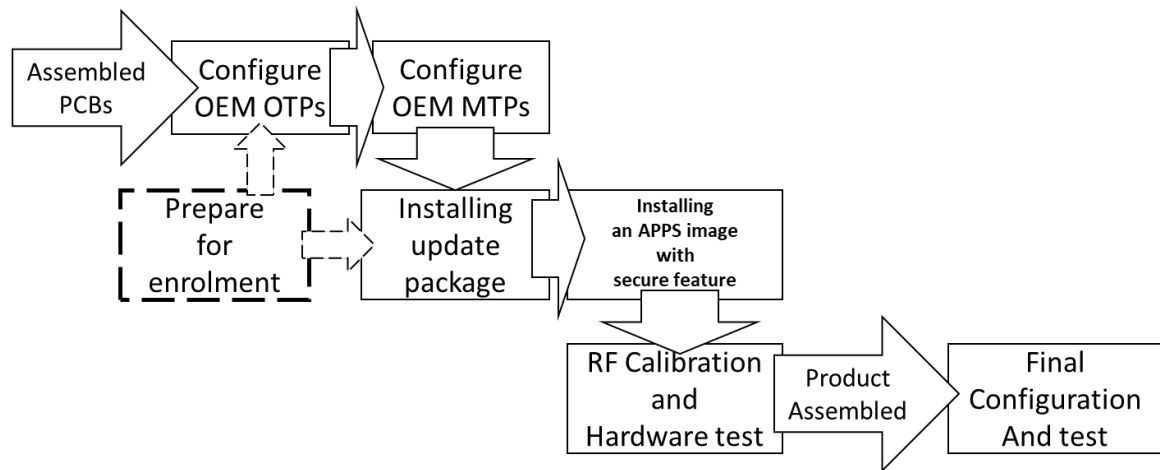 Assembled
PCBs
Configure
OEM OTPs
Configure
OEM MTPs
Prepare
for
enrolment
Installing
update
package
Installing
an APPS image
with
secure feature
RF Calibration
and
Hardware test
Product
Assembled
Final
Configuration
And test